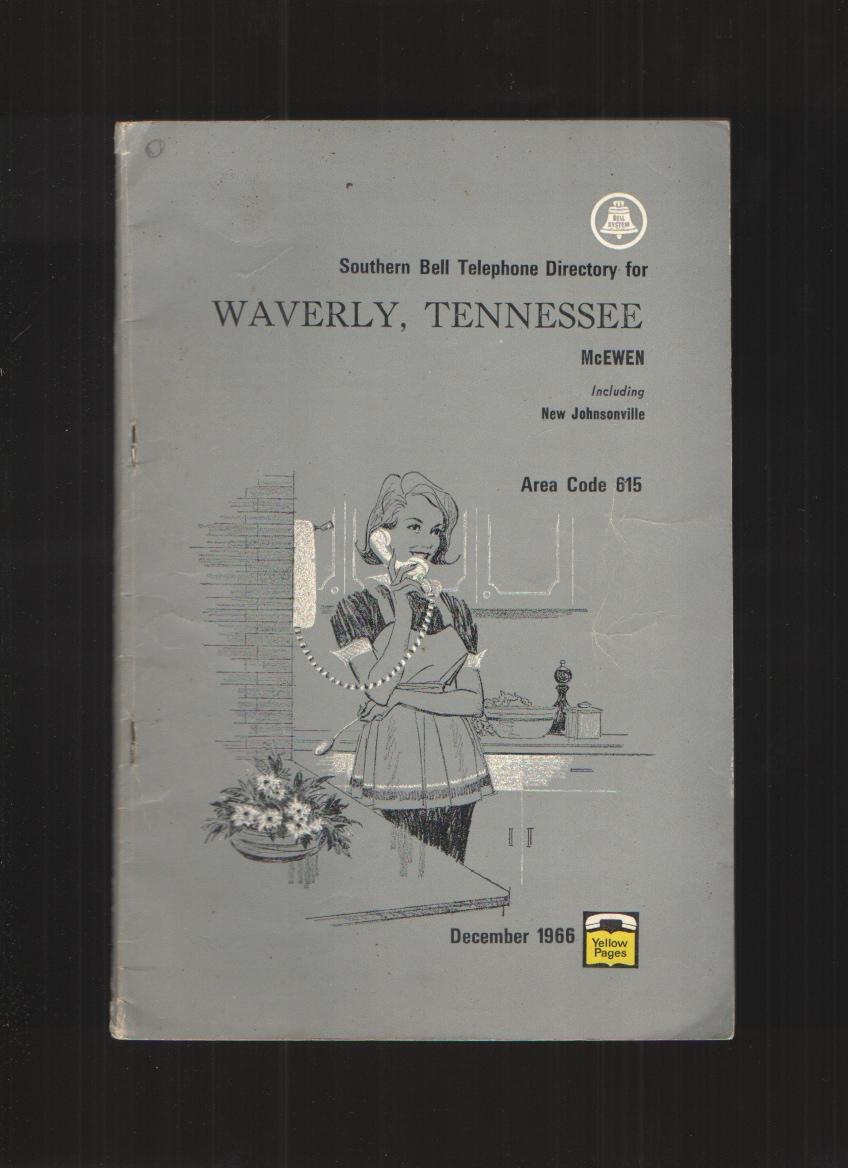 BELL
SYSTEM
Southern Bell Telephone Directory for
WAVERLY, TENNESSEE
McEWEN
Including
New Johnsonville
Area Code 615
December 1966
Yellow
Pages